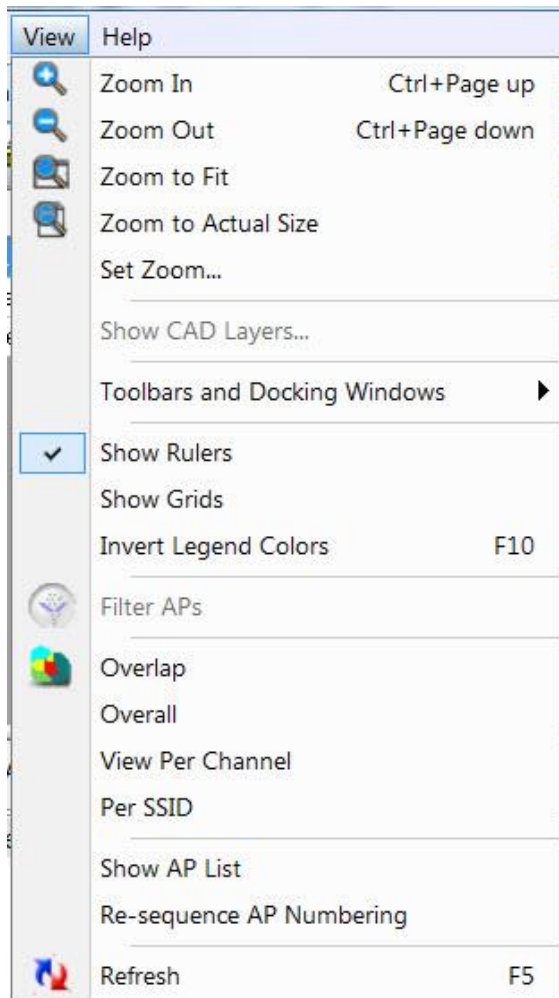 View Help
Zoom In Ctrl+Page up
Zoom Out Ctrl+Page down
Zoom to Fit
Zoom to Actual Size
Set Zoom...
Show CAD Layers...
Toolbars and Docking Windows
Show Rulers
Show Grids
Invert Legend Colors F10
Filter APs
Overlap
Overall
View Per Channel
Per SSID
Show AP List
Re-sequence AP Numbering
Refresh F5